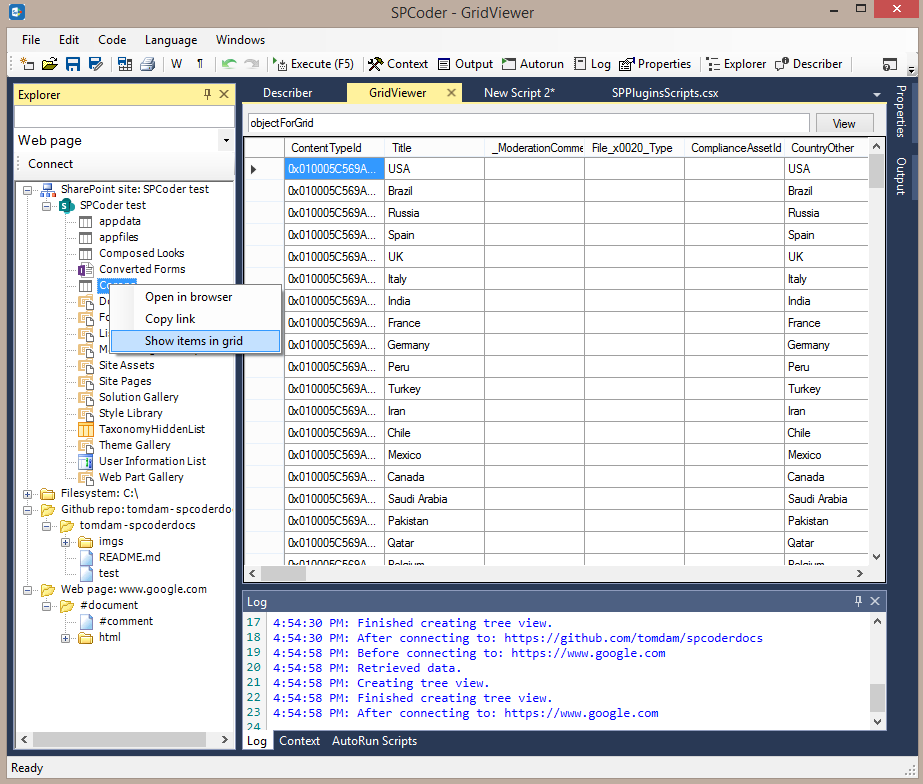 SPCoder - GridViewer
File Edit Code Language Windows
W ¶ Execute (F5) Context Output Autorun Log Properties Explorer Describer
Explorer
Web page
Connect
SharePoint site: SPCoder test
SPCoder test
appdata
appfiles
Composed Looks
Converted Forms
Open in browser
Copy link
Show items in grid
Site Assets
Site Pages
Solution Gallery
Style Library
TaxonomyHiddenList
Theme Gallery
User Information List
Web Part Gallery
Filesystem: C:\
Github repo: tomdam-spcoderdo
tomdam-spcoderdocs
imgs
README.md
test
Web page: www.google.com
#document
#comment
html
Describer GridViewer New Script 2* SPPluginsScripts.csx
objectForGrid View
ContentTypeId Title _ModerationComme File_x0020_Type ComplianceAssetId CountryOther
0x010005C569A... USA USA
0x010005C569A... Brazil Brazil
0x010005C569A... Russia Russia
0x010005C569A... Spain Spain
0x010005C569A... UK UK
0x010005C569A... Italy Italy
0x010005C569A... India India
0x010005C569A... France France
0x010005C569A... Germany Germany
0x010005C569A... Peru Peru
0x010005C569A... Turkey Turkey
0x010005C569A... Iran Iran
0x010005C569A... Chile Chile
0x010005C569A... Mexico Mexico
0x010005C569A... Canada Canada
0x010005C569A... Saudi Arabia Saudi Arabia
0x010005C569A... Pakistan Pakistan
0x010005C569A... Qatar Qatar
0x010005C569A... Belgium Belgium
Properties
Output
Log
17 4:54:30 PM: Finished creating tree view.
18 4:54:30 PM: After connecting to: https://github.com/tomdam/spcoderdocs
19 4:54:58 PM: Before connecting to: https://www.google.com
20 4:54:58 PM: Retrieved data.
21 4:54:58 PM: Creating tree view.
22 4:54:58 PM: Finished creating tree view.
23 4:54:58 PM: After connecting to: https://www.google.com
24
Log Context AutoRun Scripts
Ready